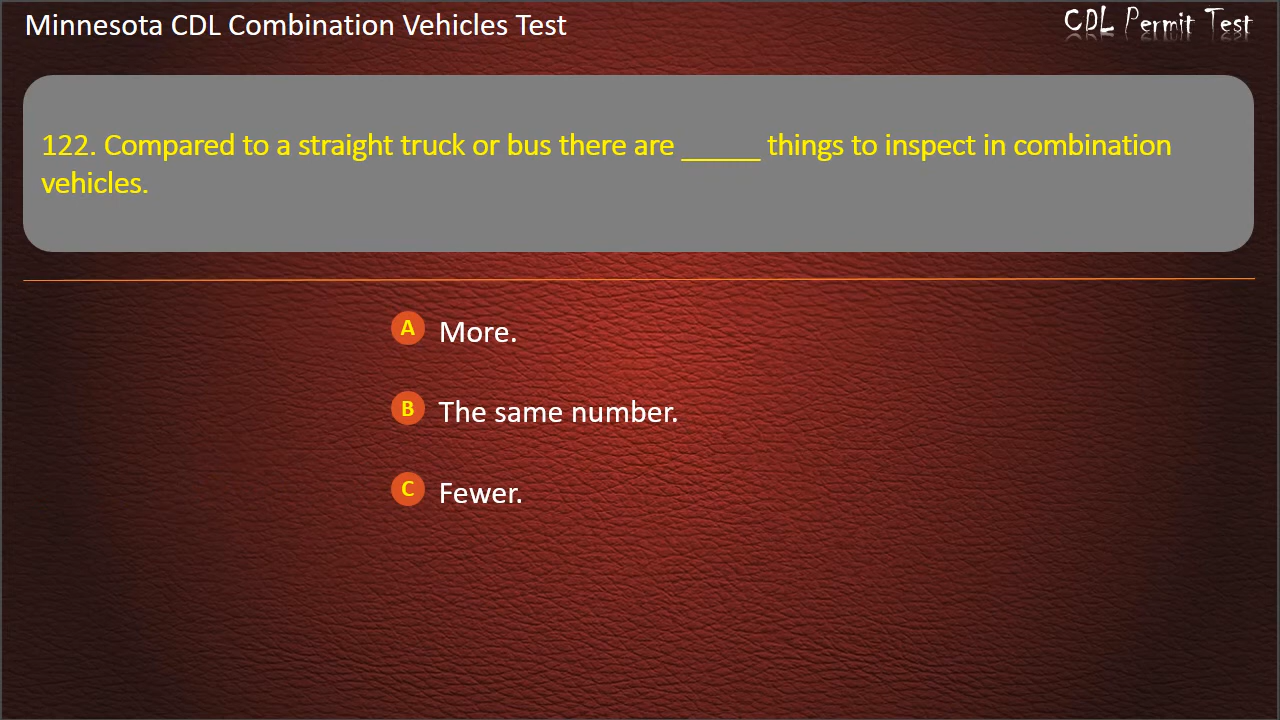 Minnesota CDL Combination Vehicles Test
CDL Permit Test
122. Compared to a straight truck or bus there are _____ things to inspect in combination
vehicles.
A More.
B The same number.
C Fewer.